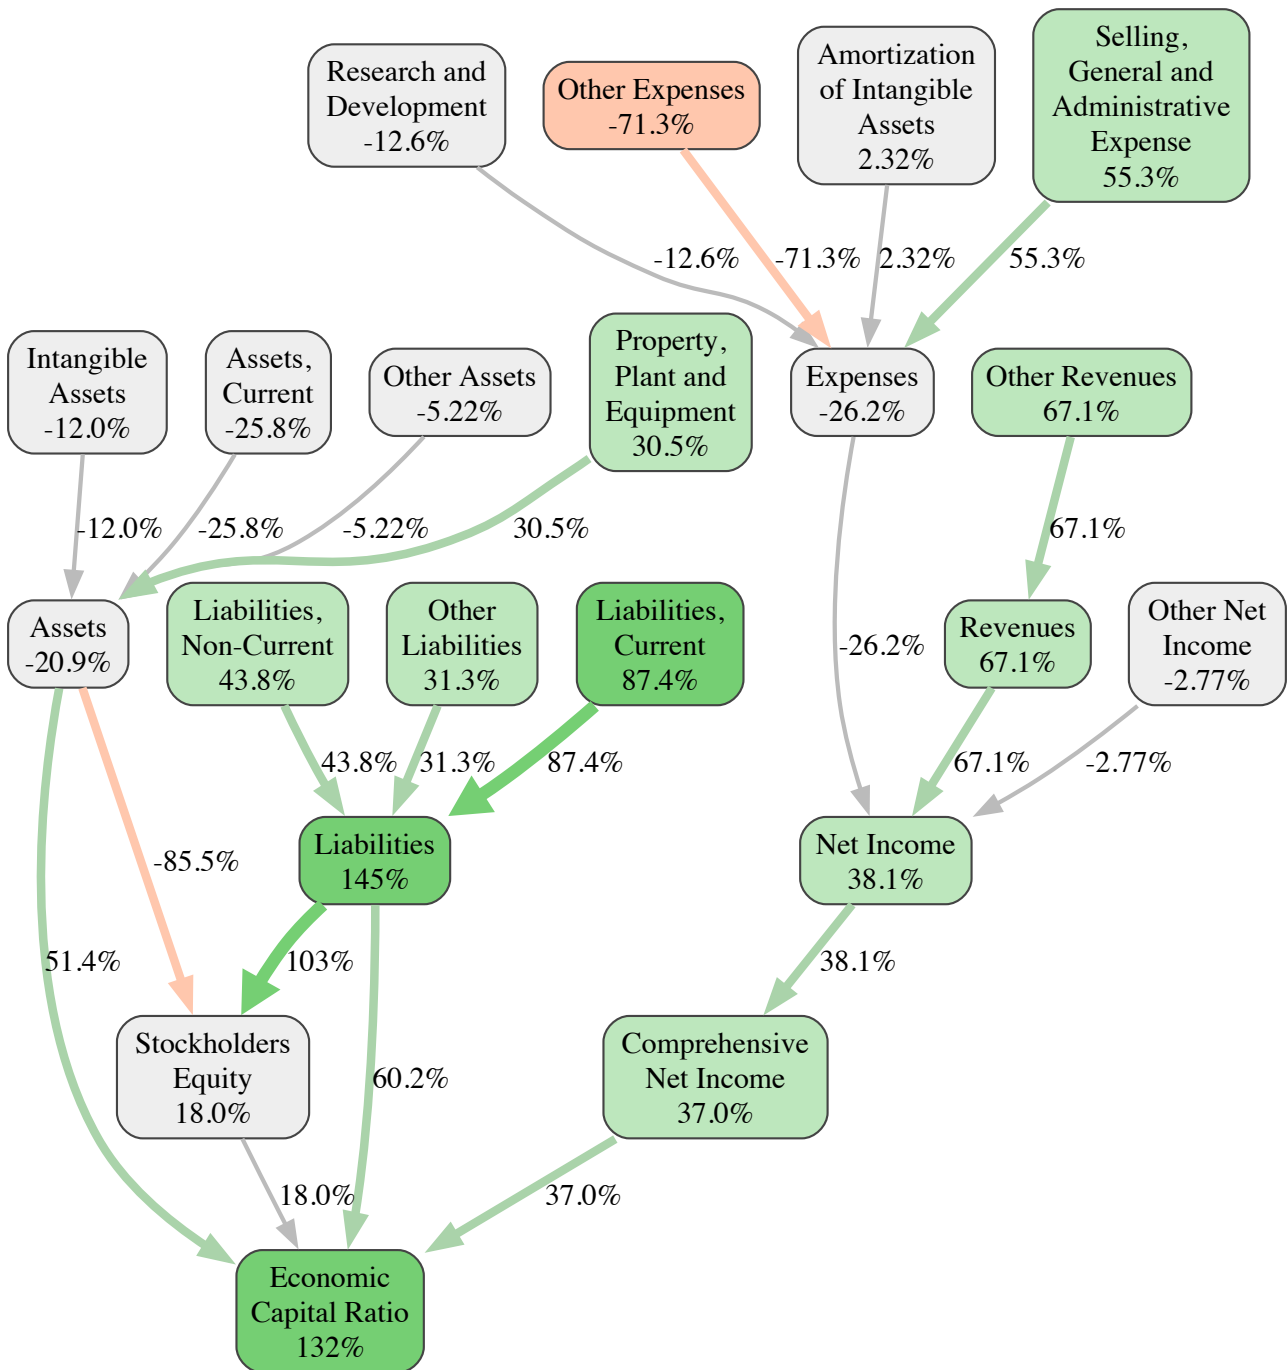 Research and
Development
-12.6%
Other Expenses
-71.3%
Amortization
of Intangible
Assets
2.32%
Selling,
General and
Administrative
Expense
55.3%
-12.6%
-71.3%
2.32%
55.3%
Intangible
Assets
-12.0%
Assets,
Current
-25.8%
Other Assets
-5.22%
Property,
Plant and
Equipment
30.5%
Expenses
-26.2%
Other Revenues
67.1%
-12.0%
-25.8%
-5.22%
30.5%
67.1%
Assets
-20.9%
Liabilities,
Non-Current
43.8%
Other
Liabilities
31.3%
Liabilities,
Current
87.4%
-26.2%
Revenues
67.1%
Other Net
Income
-2.77%
43.8%
31.3%
87.4%
67.1%
-2.77%
-85.5%
Liabilities
145%
Net Income
38.1%
51.4%
103%
38.1%
Stockholders
Equity
18.0%
60.2%
Comprehensive
Net Income
37.0%
18.0%
37.0%
Economic
Capital Ratio
132%